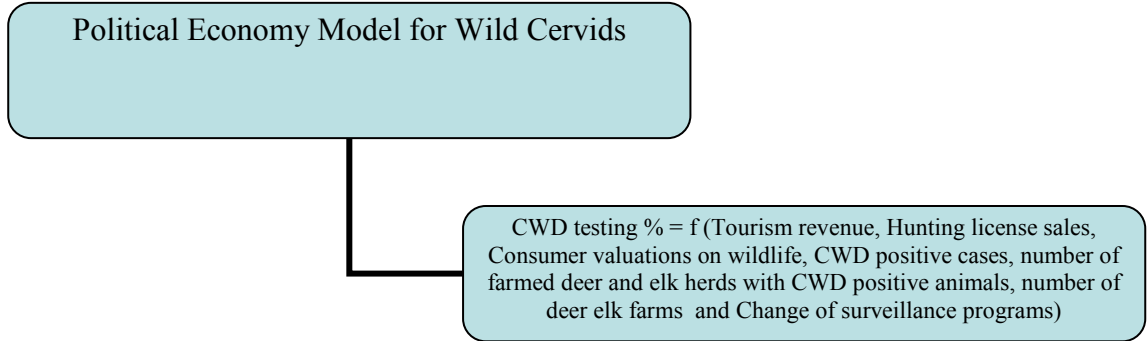 Political Economy Model for Wild Cervids
CWD testing % = f (Tourism revenue, Hunting license sales,
Consumer valuations on wildlife, CWD positive cases, number of
farmed deer and elk herds with CWD positive animals, number of
deer elk farms and Change of surveillance programs)